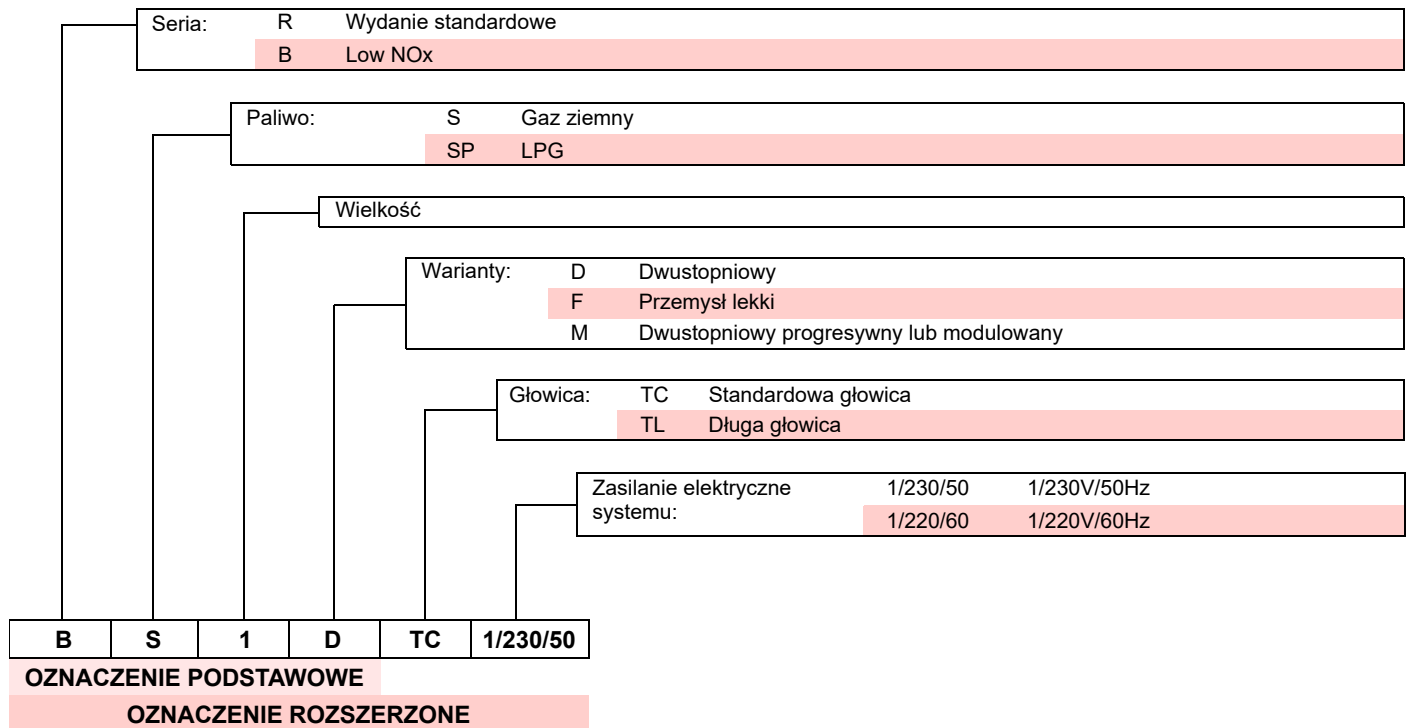 Seria: R Wydanie standardowe
B Low NOx
Paliwo: S Gaz ziemny
SP LPG
Wielkość
Warianty: D Dwustopniowy
F Przemysł lekki
M Dwustopniowy progresywny lub modulowany
Głowica: TC Standardowa głowica
TL Długa głowica
Zasilanie elektryczne 1/230/50 1/230V/50Hz
systemu: 1/220/60 1/220V/60Hz
B S 1 D TC 1/230/50
OZNACZENIE PODSTAWOWE
OZNACZENIE ROZSZERZONE